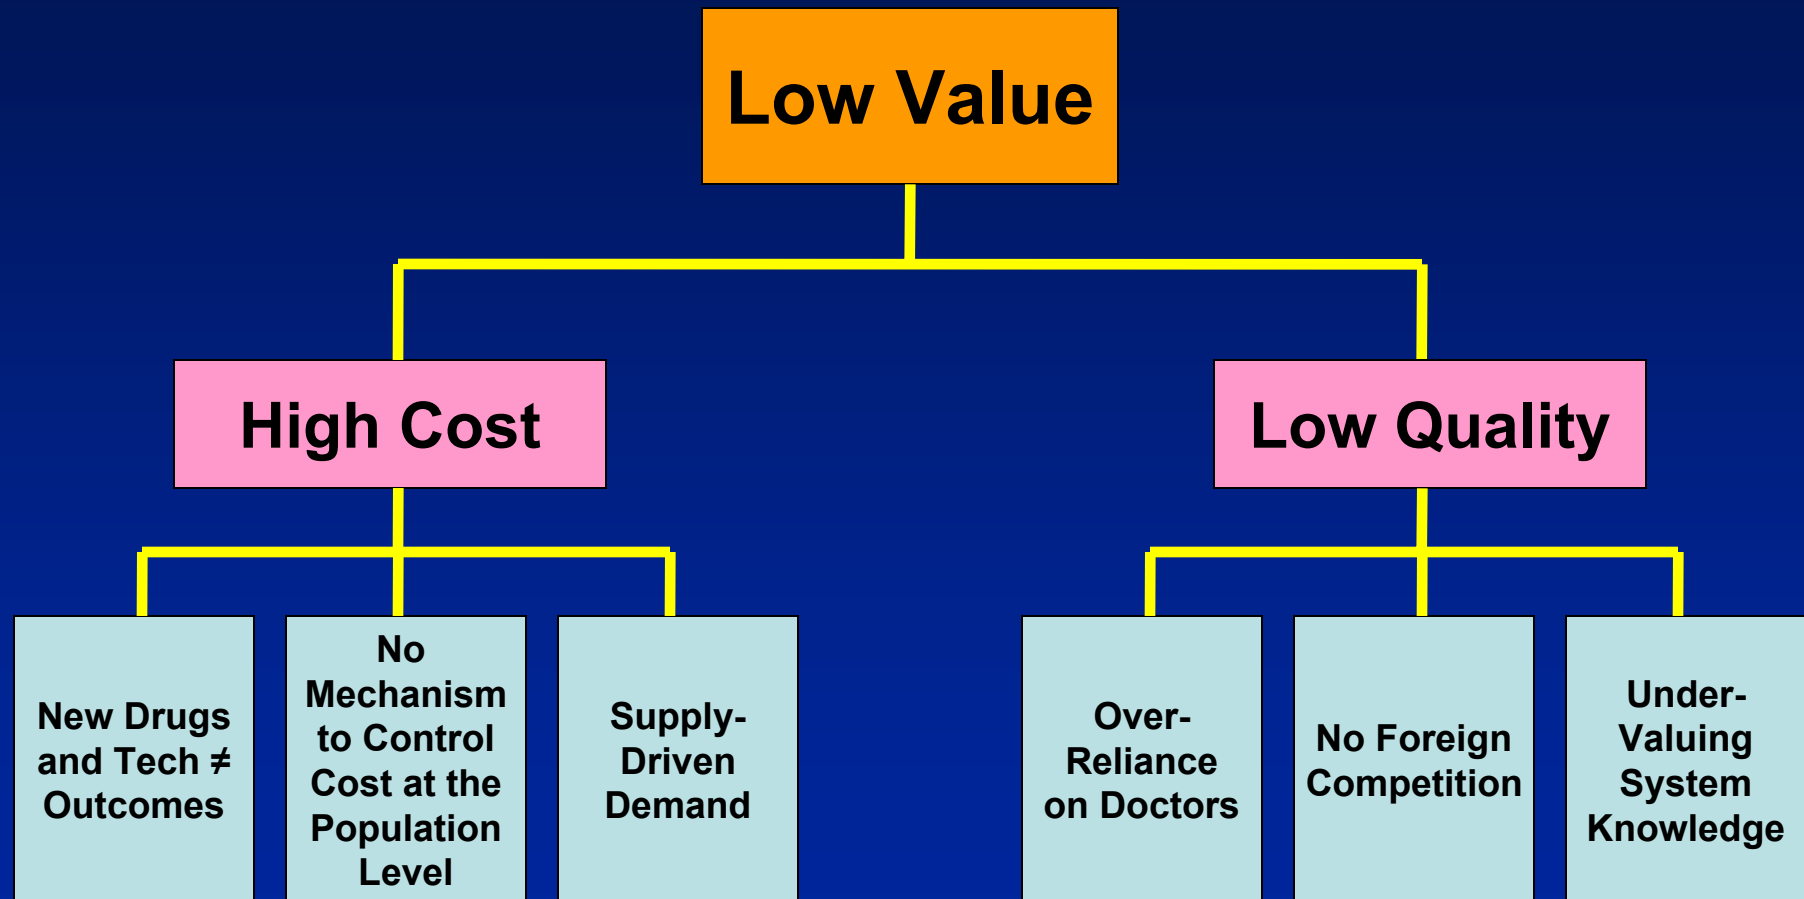 Low Value
High Cost
Low Quality
New Drugs
and Tech ≠
Outcomes
No
Mechanism
to Control
Cost at the
Population
Level
Supply-
Driven
Demand
Over-
Reliance
on Doctors
No Foreign
Competition
Under-
Valuing
System
Knowledge